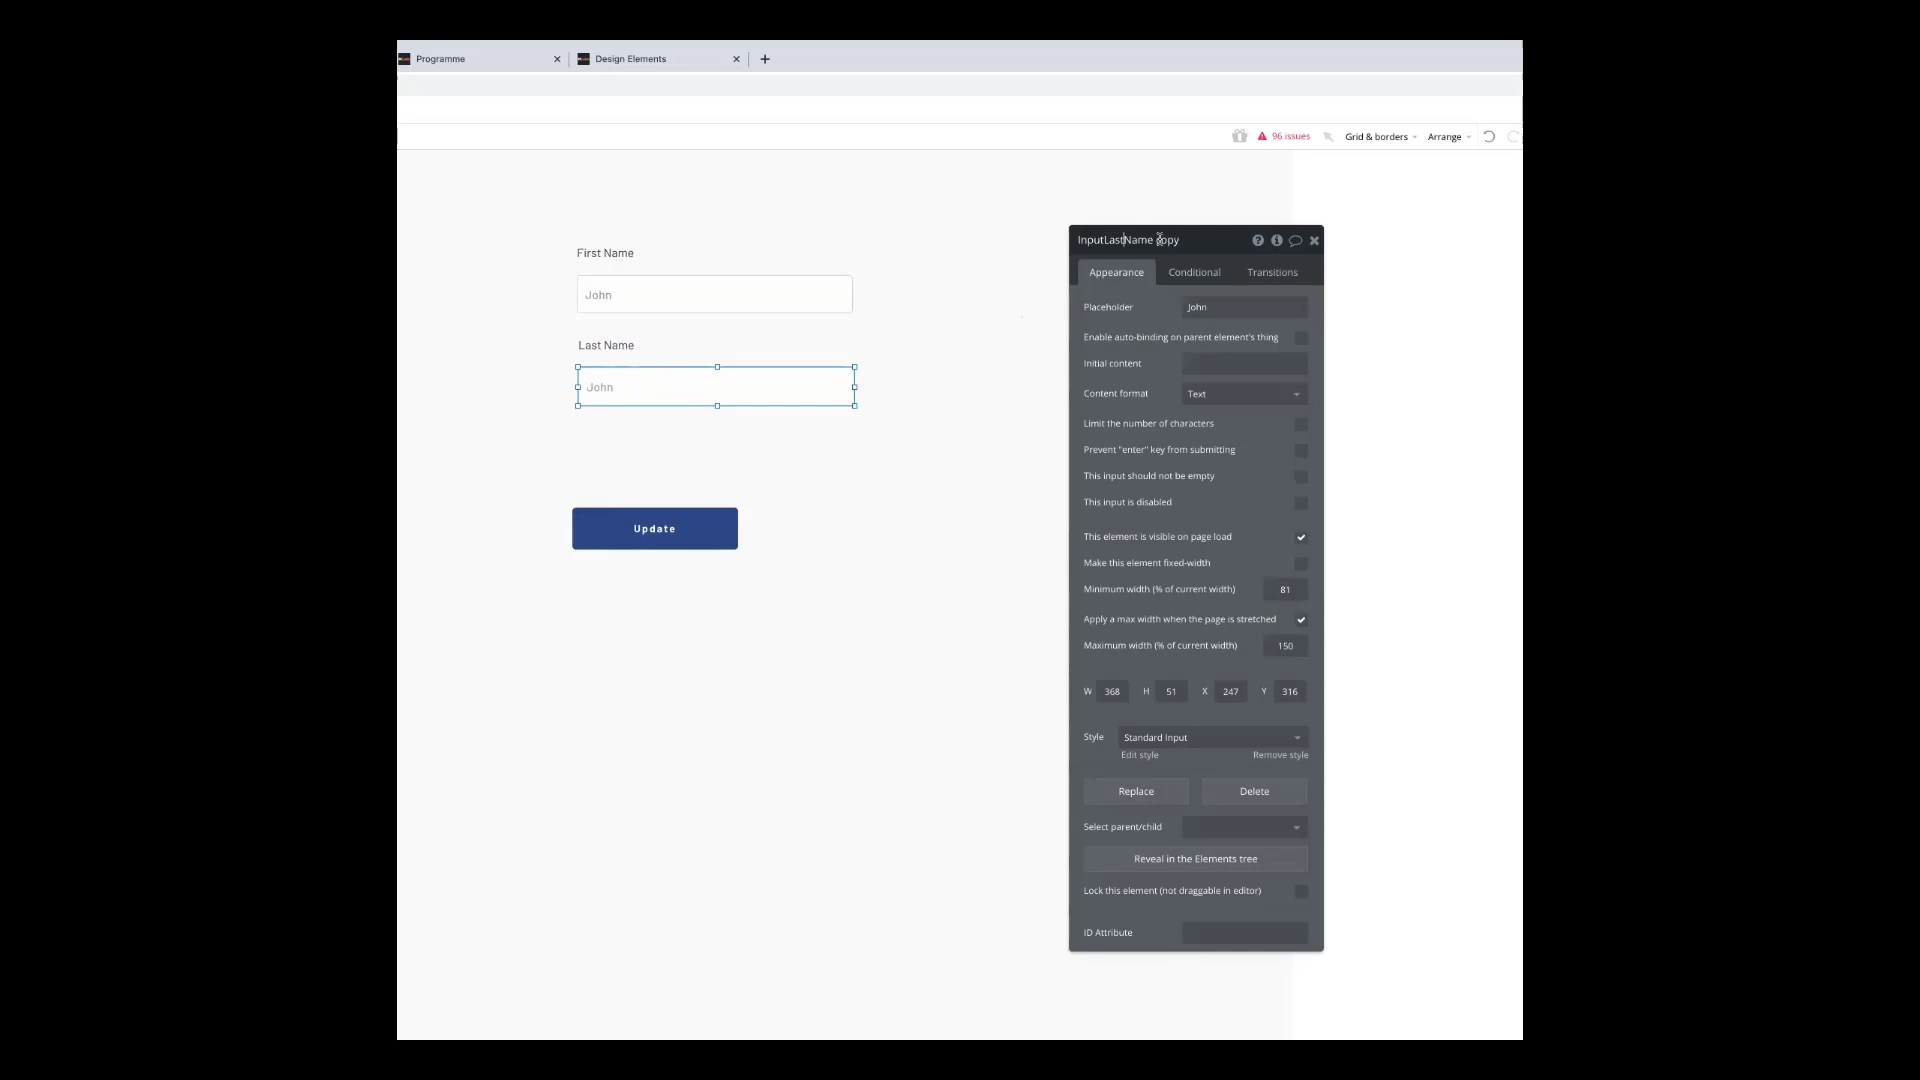 Programme
Design Elements
96 issues
Grid & borders
Arrange
First Name
John
Last Name
John
Update
InputLastName copy
Appearance
Conditional
Transitions
Placeholder
John
Enable auto-binding on parent element's thing
Initial content
Content format
Text
Limit the number of characters
Prevent "enter" key from submitting
This input should not be empty
This input is disabled
This element is visible on page load
Make this element fixed-width
Minimum width (% of current width)
81
Apply a max width when the page is stretched
Maximum width (% of current width)
150
W 368 H 51 X 247 Y 316
Style
Standard Input
Edit style
Remove style
Replace
Delete
Select parent/child
Reveal in the Elements tree
Lock this element (not draggable in editor)
ID Attribute